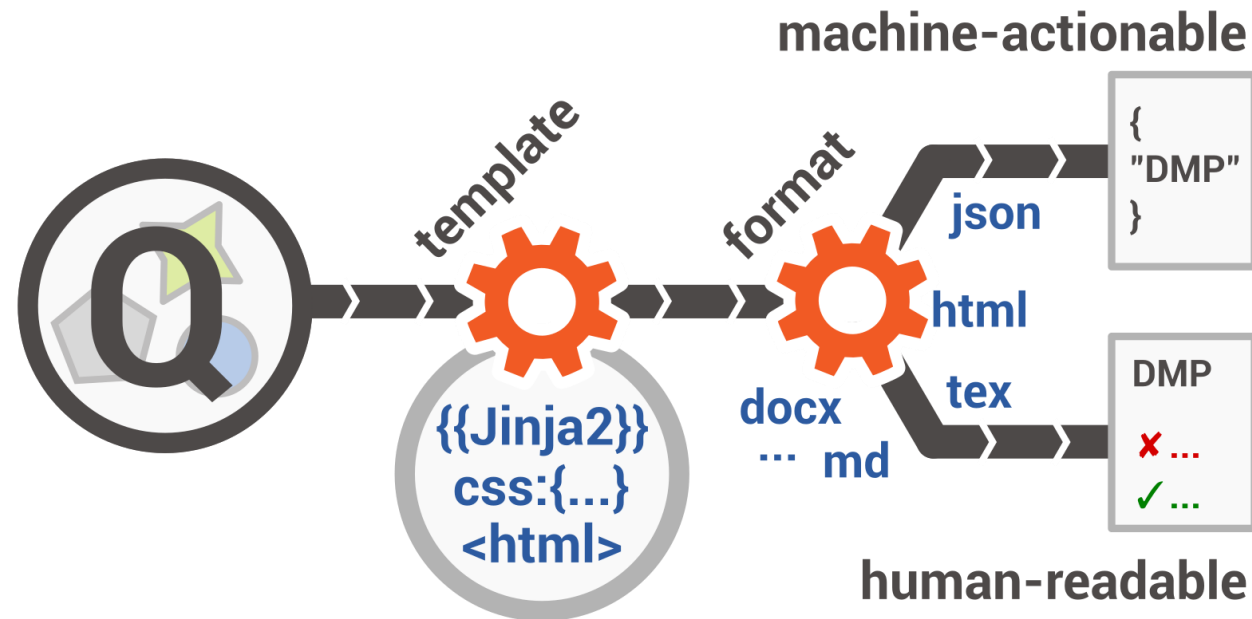 machine-actionable
template
format
{
"DMP"
}
json
Q
html
{{Jinja2}}
css:{...}
<html>
docx
... md
tex
DMP
✘...
✓...
human-readable